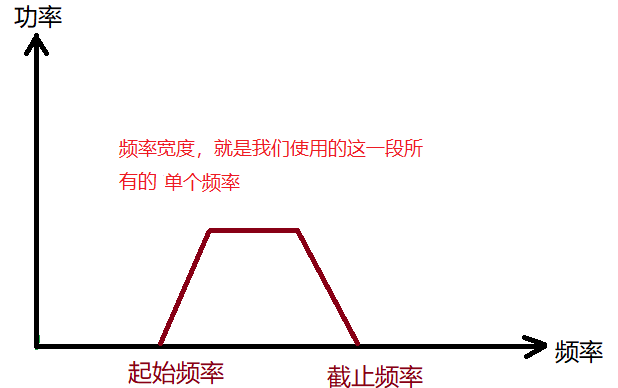 功率
频率宽度，就是我们使用的这一段所
有的 单个频率
频率
起始频率
截止频率